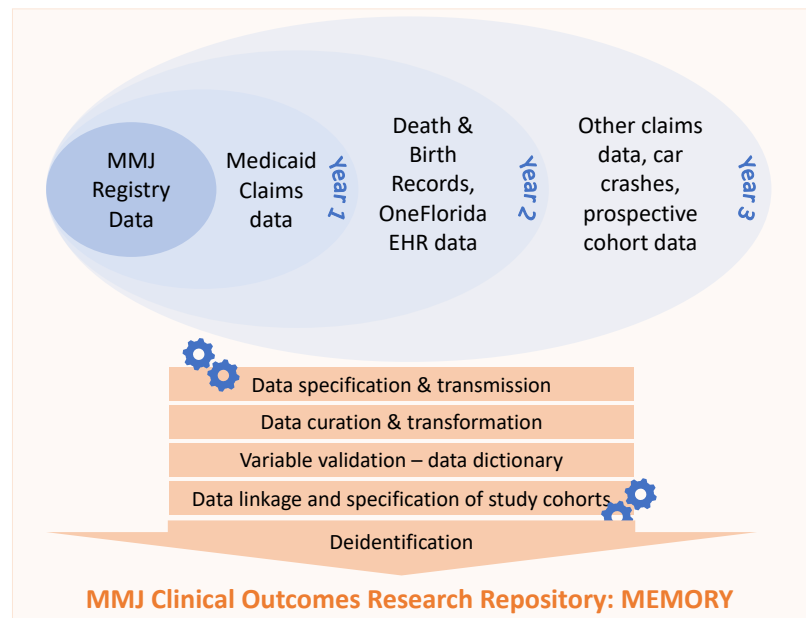 MMJ
Registry
Data
Medicaid
Claims
data
Year 1
Death &
Birth
Records,
OneFlorida
EHR data
Year 2
Other claims
data, car
crashes,
prospective
cohort data
Year 3
Data specification & transmission
Data curation & transformation
Variable validation – data dictionary
Data linkage and specification of study cohorts
Deidentification
MMJ Clinical Outcomes Research Repository: MEMORY